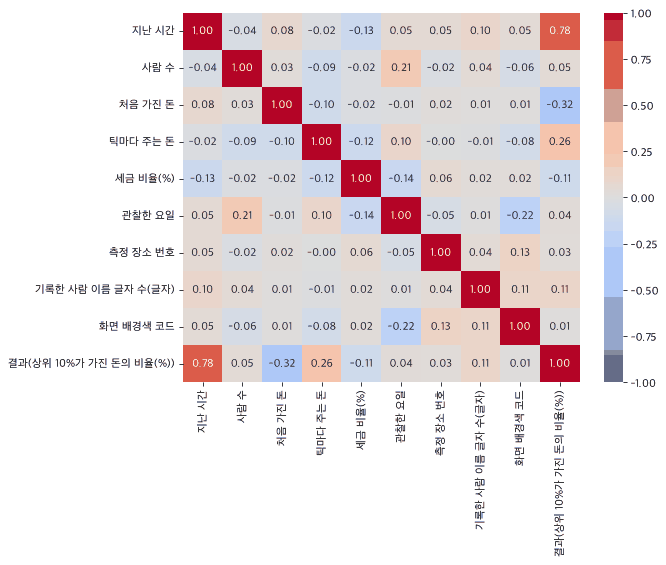 지난 시간 1.00 -0.04 0.08 -0.02 -0.13 0.05 0.05 0.10 0.05 0.78
사람 수 -0.04 1.00 0.03 -0.09 -0.02 0.21 -0.02 0.04 -0.06 0.05
처음 가진 돈 0.08 0.03 1.00 -0.10 -0.02 -0.01 0.02 0.01 0.01 -0.32
틱마다 주는 돈 -0.02 -0.09 -0.10 1.00 -0.12 0.10 -0.00 -0.01 -0.08 0.26
세금 비율(%) -0.13 -0.02 -0.02 -0.12 1.00 -0.14 0.06 0.02 0.02 -0.11
관찰한 요일 0.05 0.21 -0.01 0.10 -0.14 1.00 -0.05 0.01 -0.22 0.04
측정 장소 번호 0.05 -0.02 0.02 -0.00 0.06 -0.05 1.00 0.04 0.13 0.03
기록한 사람 이름 글자 수(글자) 0.10 0.04 0.01 -0.01 0.02 0.01 0.04 1.00 0.11 0.11
화면 배경색 코드 0.05 -0.06 0.01 -0.08 0.02 -0.22 0.13 0.11 1.00 0.01
결과(상위 10%가 가진 돈의 비율(%)) 0.78 0.05 -0.32 0.26 -0.11 0.04 0.03 0.11 0.01 1.00
지난 시간
사람 수
처음 가진 돈
틱마다 주는 돈
세금 비율(%)
관찰한 요일
측정 장소 번호
기록한 사람 이름 글자 수(글자)
화면 배경색 코드
결과(상위 10%가 가진 돈의 비율(%))
1.00
0.75
0.50
0.25
0.00
-0.25
-0.50
-0.75
-1.00